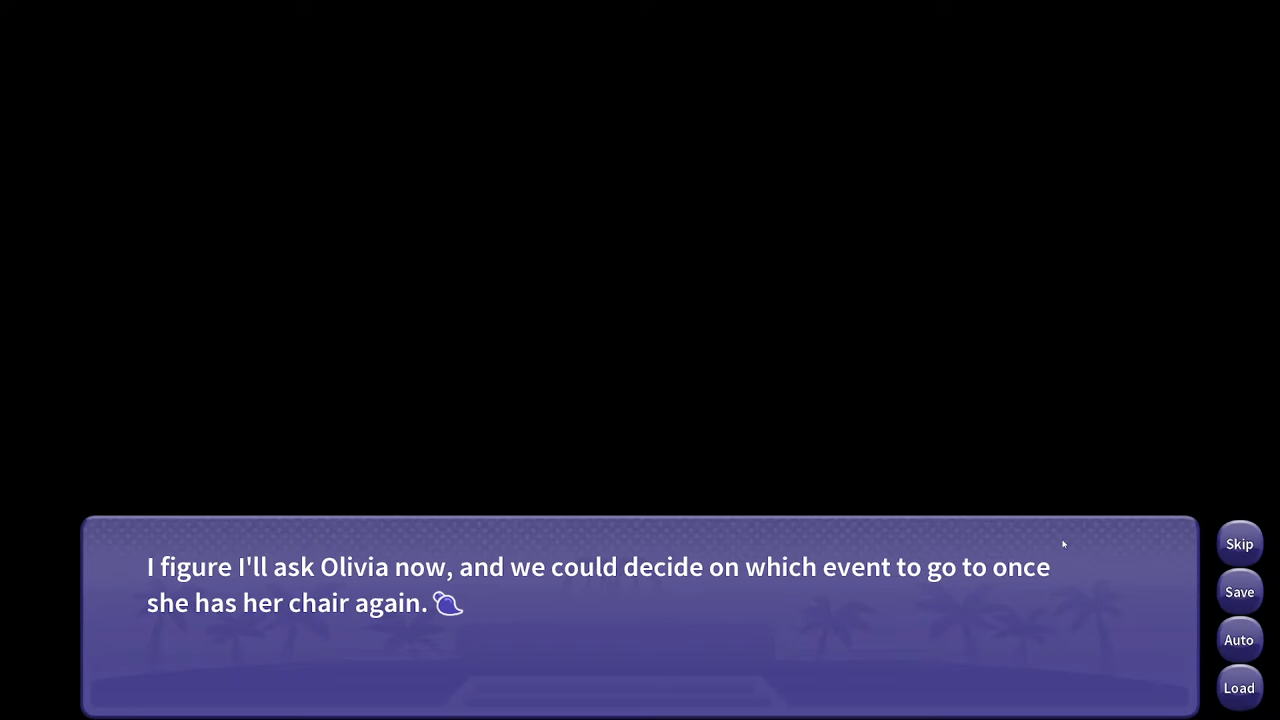 I figure I'll ask Olivia now, and we could decide on which event to go to once
she has her chair again.
Skip
Save
Auto
Load